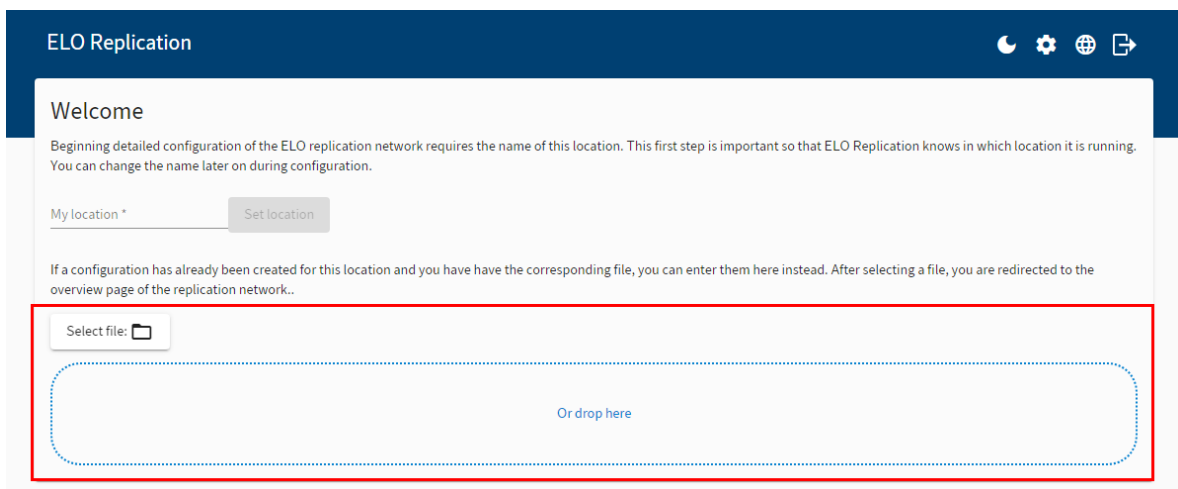 ELO Replication
Welcome
Beginning detailed configuration of the ELO replication network requires the name of this location. This first step is important so that ELO Replication knows in which location it is running.
You can change the name later on during configuration.
My location *
Set location
If a configuration has already been created for this location and you have have the corresponding file, you can enter them here instead. After selecting a file, you are redirected to the
overview page of the replication network..
Select file:
Or drop here